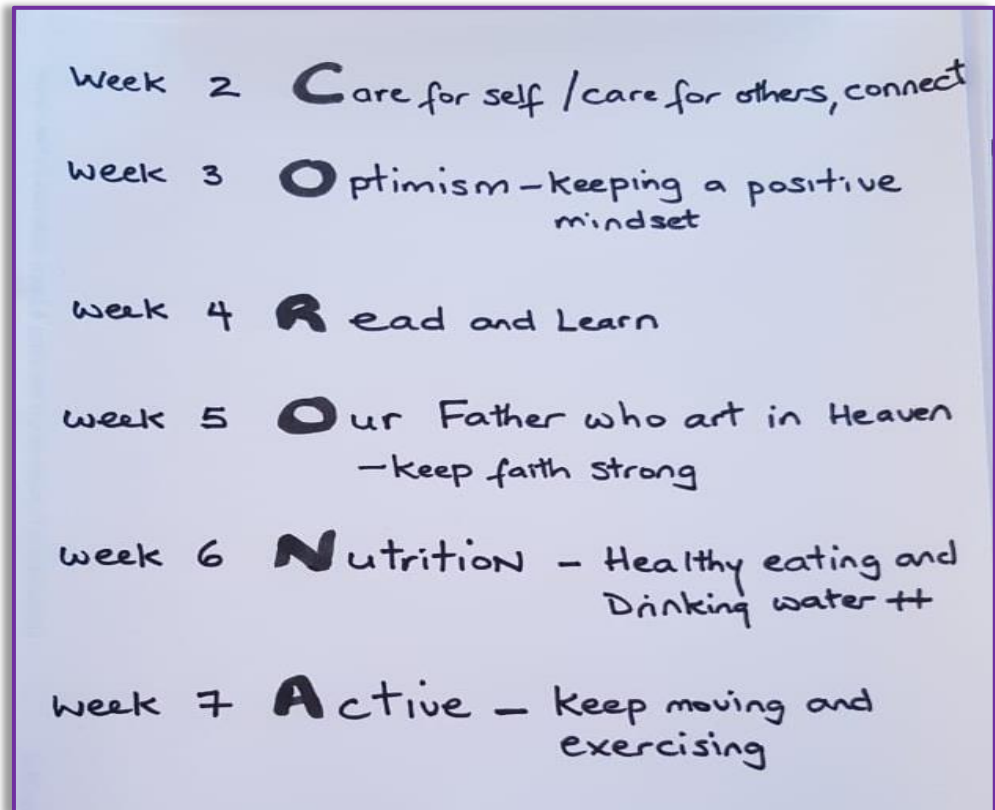 Week 2 Care for self / care for others, connect
Week 3 Optimism - keeping a positive
mindset
Week 4 Read and Learn
Week 5 Our Father who art in Heaven
- keep faith strong
Week 6 Nutrition - Healthy eating and
Drinking water ++
Week 7 Active - Keep moving and
exercising